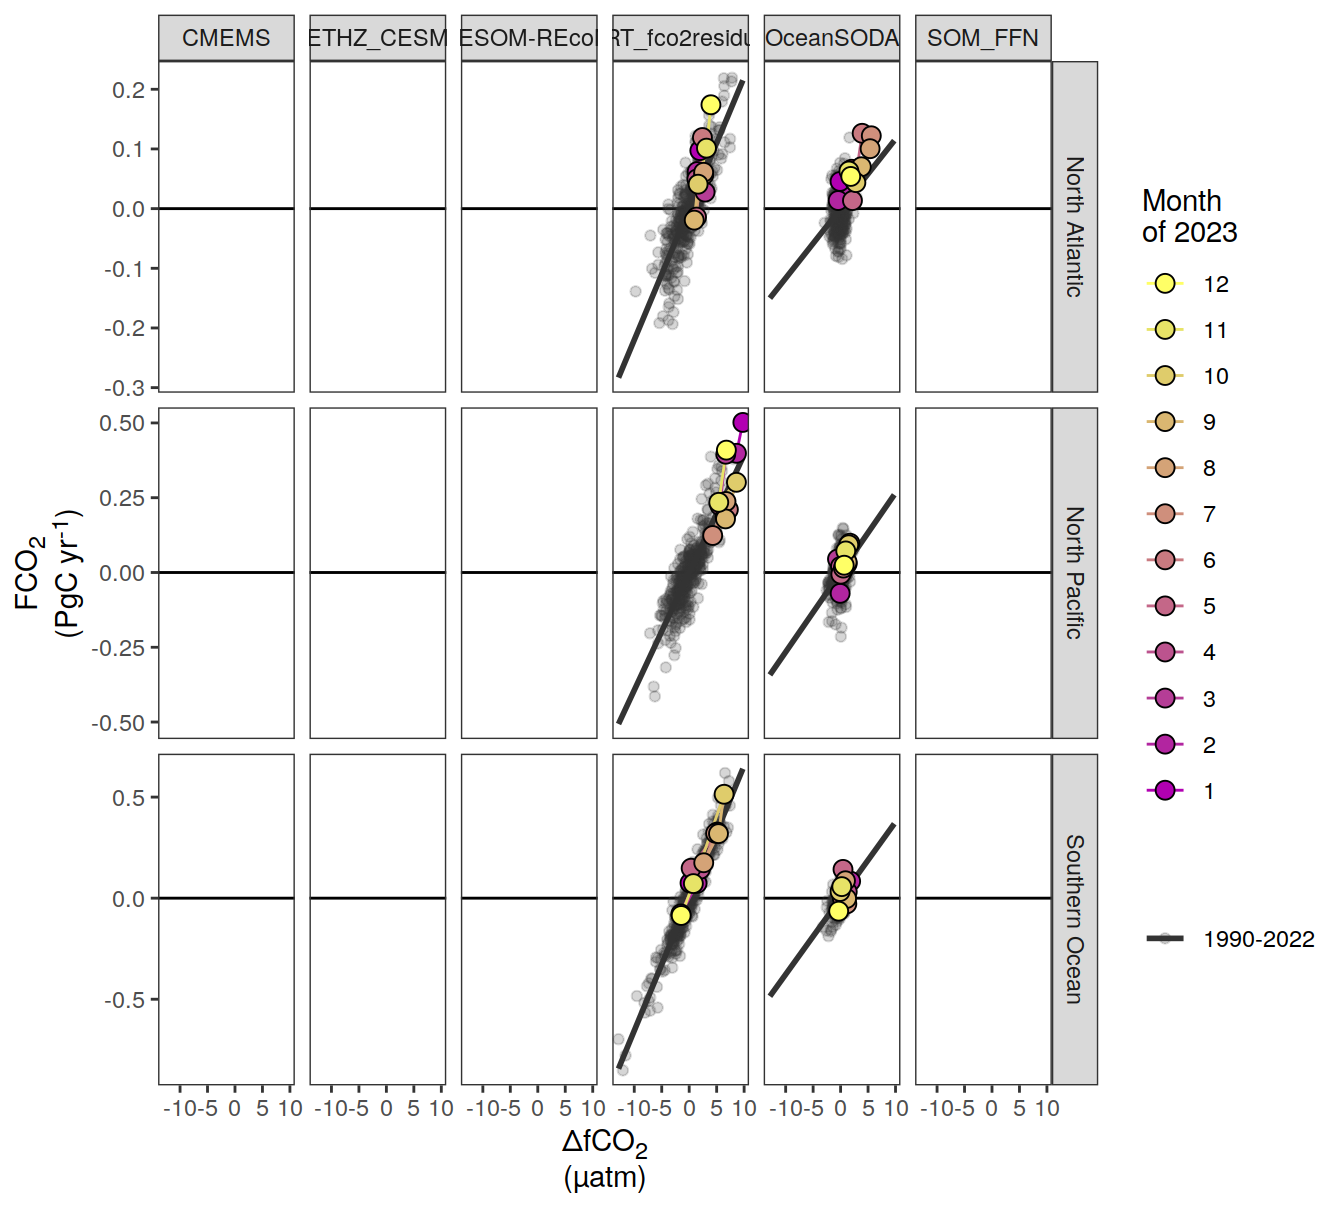 CMEMS ETHZ_CESM ESOM-REcoM RT_fco2residu OceanSODA SOM_FFN
0.2
0.1
0.0
-0.1
-0.2
-0.3
North Atlantic
0.50
0.25
0.00
-0.25
-0.50
North Pacific
0.5
0.0
-0.5
Southern Ocean
FCO2
(PgC yr-1)
-10 -5 0 5 10 -10 -5 0 5 10 -10 -5 0 5 10 -10 -5 0 5 10 -10 -5 0 5 10 -10 -5 0 5 10
ΔfCO2
(µatm)
Month
of 2023
12
11
10
9
8
7
6
5
4
3
2
1
1990-2022